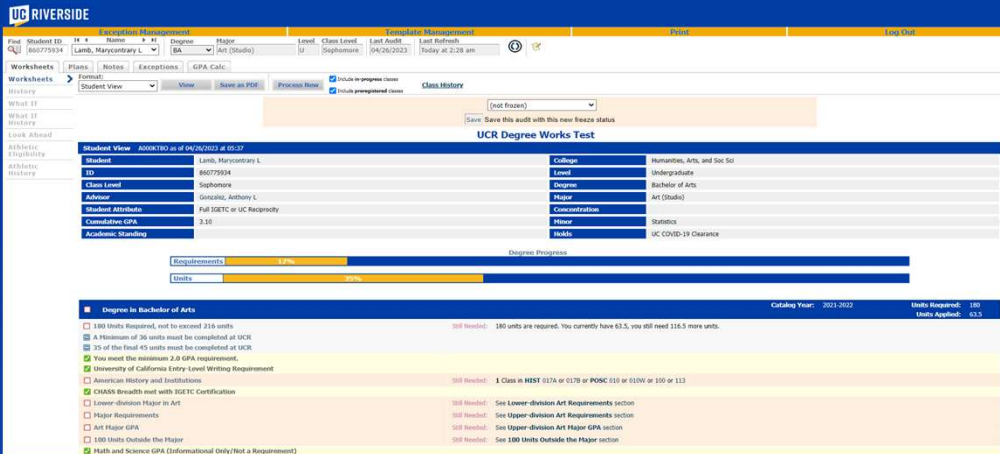 UC RIVERSIDE
Exception Management Template Management Print Log Out
Find Student ID Name Degree Major Level Class Level Last Audit Last Refresh
860775934 Lamb, Marycontrary L BA Art (Studio) U Sophomore 04/26/2023 Today at 2:28 am
Worksheets Plans Notes Exceptions GPA Calc
Worksheets
History
What If
What If History
Look Ahead
Athletic Eligibility
Athletic History
Format:
Student View View Save as PDF Process New Include in-progress classes Class History
Include preregistered classes
(not frozen)
Save Save this audit with this new freeze status
UCR Degree Works Test
Student View A000KTBO as of 04/26/2023 at 05:37
Student Lamb, Marycontrary L College Humanities, Arts, and Soc Sci
ID 860775934 Level Undergraduate
Class Level Sophomore Degree Bachelor of Arts
Advisor Gonzalez, Anthony L Major Art (Studio)
Student Attribute Full IGETC or UC Reciprocity Concentration
Cumulative GPA 3.10 Minor Statistics
Academic Standing Holds UC COVID-19 Clearance
Degree Progress
Requirements 17%
Units 35%
Degree in Bachelor of Arts Catalog Year: 2021-2022 Units Required: 180
Units Applied: 63.5
180 Units Required, not to exceed 216 units Still Needed: 180 units are required. You currently have 63.5, you still need 116.5 more units.
A Minimum of 36 units must be completed at UCR
35 of the final 45 units must be completed at UCR
You meet the minimum 2.0 GPA requirement.
University of California Entry-Level Writing Requirement
American History and Institutions Still Needed: 1 Class in HIST 017A or 017B or POSC 010 or 010W or 100 or 113
CHASS Breadth met with IGETC Certification
Lower-division Major in Art Still Needed: See Lower-division Art Requirements section
Major Requirements Still Needed: See Upper-division Art Requirements section
Art Major GPA Still Needed: See Upper-division Art Major GPA section
100 Units Outside the Major Still Needed: See 100 Units Outside the Major section
Math and Science GPA (Informational Only/Not a Requirement)